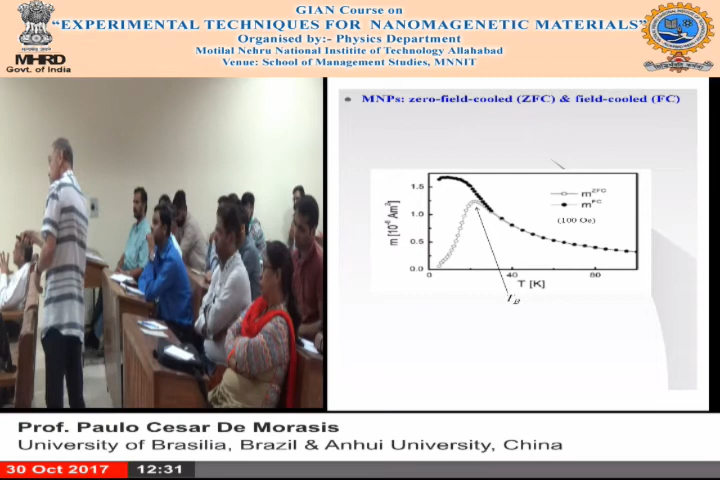 GIAN Course on
“EXPERIMENTAL TECHNIQUES FOR NANOMAGENETIC MATERIALS”
Organised by:- Physics Department
Motilal Nehru National Institite of Technology Allahabad
Venue: School of Management Studies, MNNIT
MHRD
Govt. of India
MNPs: zero-field-cooled (ZFC) & field-cooled (FC)
m [10⁻⁶ Am²]
1.5
1.0
0.5
0.0
m^ZFC
m^FC
(100 Oe)
0 40 80
T [K]
T_B
Prof. Paulo Cesar De Morasis
University of Brasilia, Brazil & Anhui University, China
30 Oct 2017 12:31